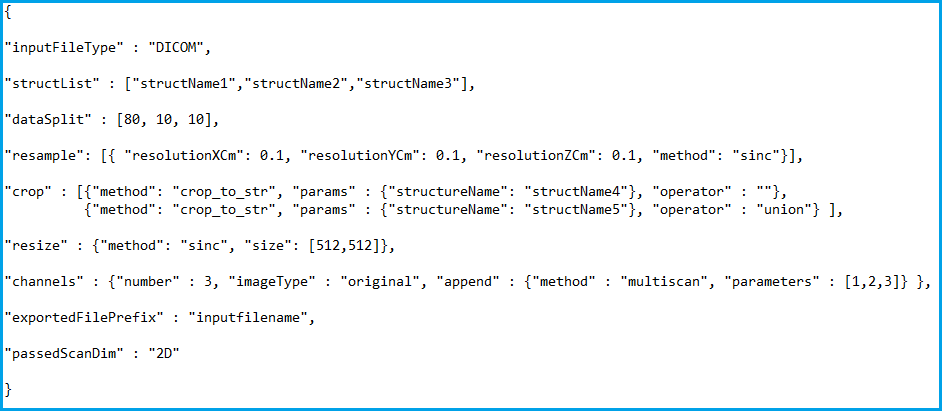 {
"inputFileType" : "DICOM",
"structList" : ["structName1","structName2","structName3"],
"dataSplit" : [80, 10, 10],
"resample": [{ "resolutionXCm": 0.1, "resolutionYCm": 0.1, "resolutionZCm": 0.1, "method": "sinc"}],
"crop" : [{"method": "crop_to_str", "params" : {"structureName": "structName4"}, "operator" : ""},
{"method": "crop_to_str", "params" : {"structureName": "structName5"}, "operator" : "union"} ],
"resize" : {"method": "sinc", "size": [512,512]},
"channels" : {"number" : 3, "imageType" : "original", "append" : {"method" : "multiscan", "parameters" : [1,2,3]} },
"exportedFilePrefix" : "inputfilename",
"passedScanDim" : "2D"
}